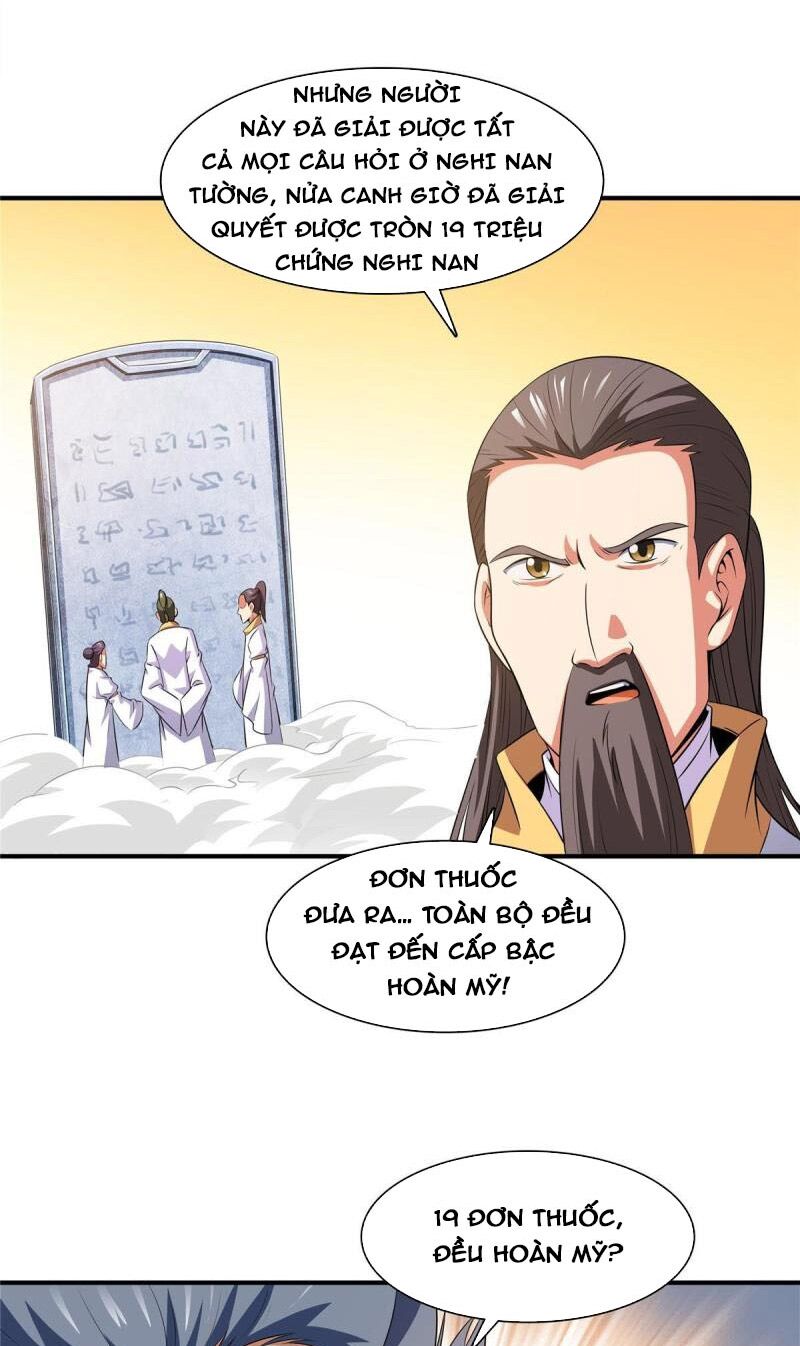 NHƯNG NGƯỜI
NÀY ĐÃ GIẢI ĐƯỢC TẤT
CẢ MỌI CÂU HỎI Ở NGHI NAN
TƯỜNG, NỬA CANH GIỜ ĐÃ GIẢI
QUYẾT ĐƯỢC TRÒN 19 TRIỆU
CHỨNG NGHI NAN
ĐƠN THUỐC
ĐƯA RA... TOÀN BỘ ĐỀU
ĐẠT ĐẾN CẤP BẬC
HOÀN MỸ!
19 ĐƠN THUỐC,
ĐỀU HOÀN MỸ?